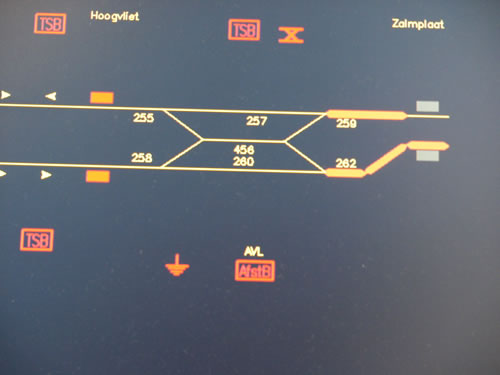 Hoogvliet
Zalmplaat
TSB
TSB
255
257
259
456
258
260
262
TSB
AVL
AfstB